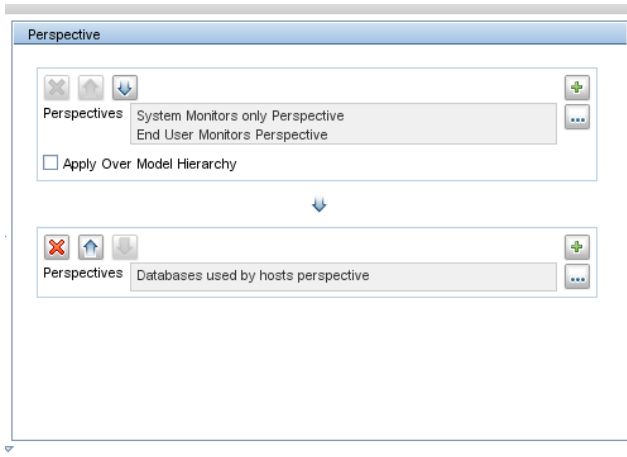 Perspective
Perspectives
System Monitors only Perspective
End User Monitors Perspective
Apply Over Model Hierarchy
Perspectives
Databases used by hosts perspective